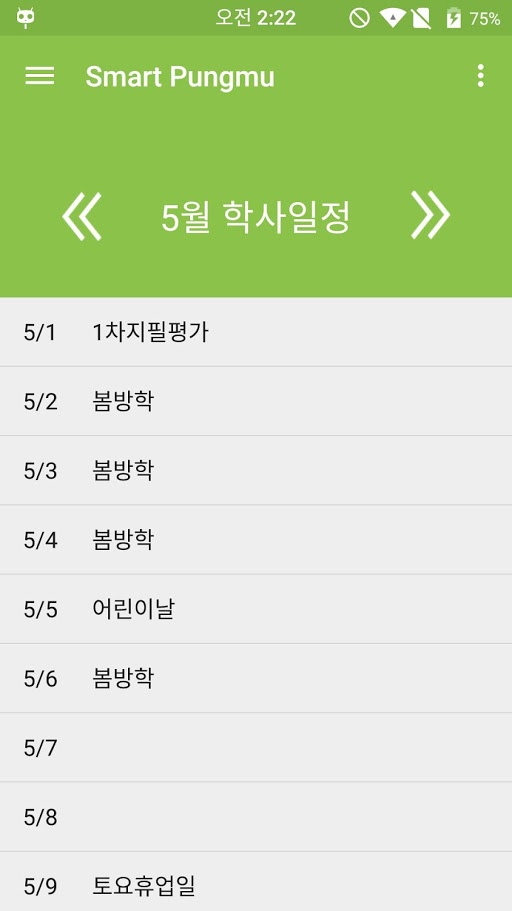 오전 2:22 75%
Smart Pungmu
5월 학사일정
5/1 1차지필평가
5/2 봄방학
5/3 봄방학
5/4 봄방학
5/5 어린이날
5/6 봄방학
5/7
5/8
5/9 토요휴업일